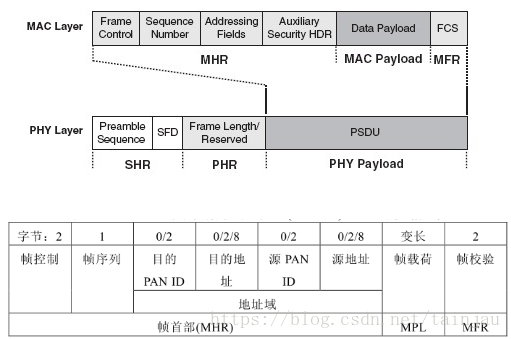 MAC Layer
Frame Control
Sequence Number
Addressing Fields
Auxiliary Security HDR
Data Payload
FCS
MHR
MAC Payload
MFR
PHY Layer
Preamble Sequence
SFD
Frame Length/ Reserved
PSDU
SHR
PHR
PHY Payload
字节：2
1
0/2
0/2/8
0/2
0/2/8
变长
2
帧控制
帧序列
目的 PAN ID
目的地址
源 PAN ID
源地址
帧载荷
帧校验
地址域
帧首部(MHR)
MPL
MFR
https://blog.csdn.net/tainjau